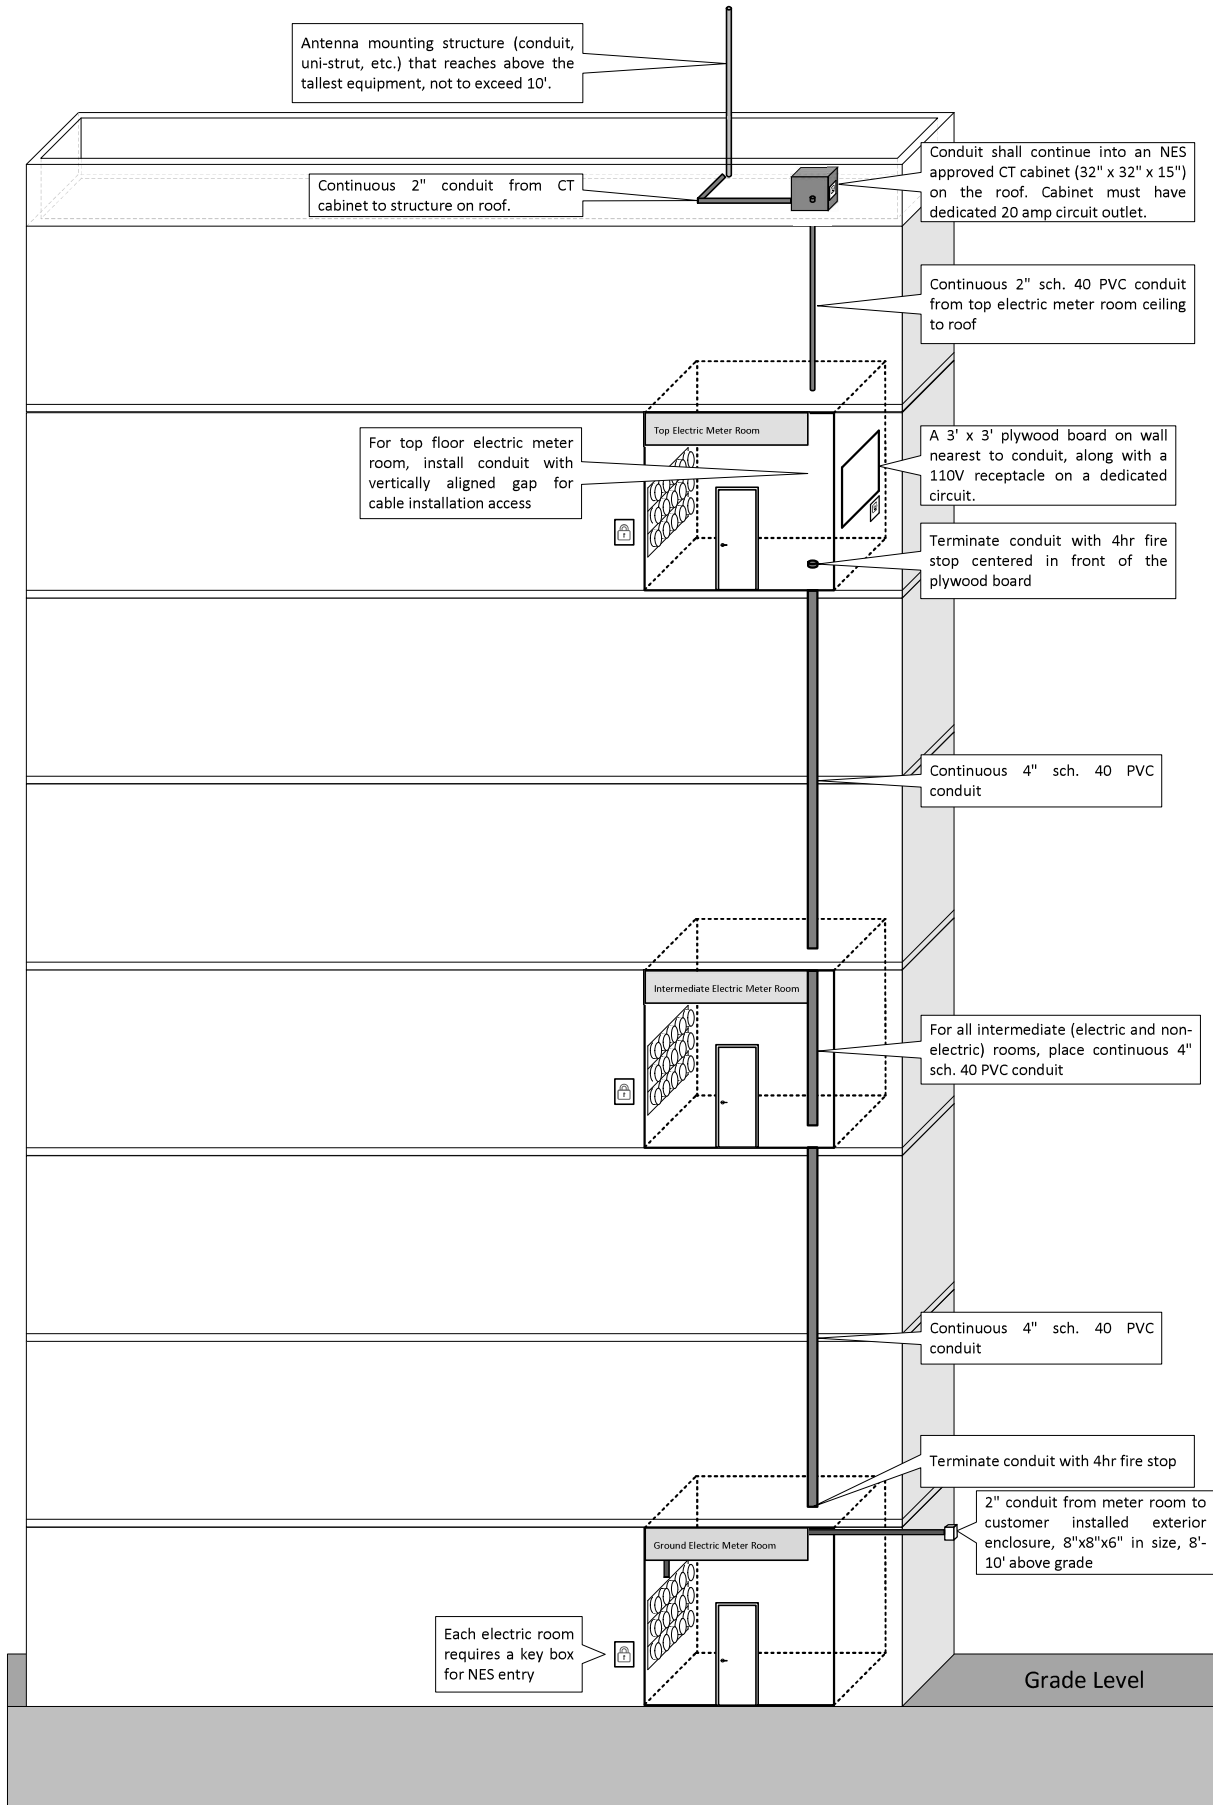 Antenna mounting structure (conduit,
uni-strut, etc.) that reaches above the
tallest equipment, not to exceed 10'.
Conduit shall continue into an NES
approved CT cabinet (32" x 32" x 15")
on the roof. Cabinet must have
dedicated 20 amp circuit outlet.
Continuous 2" conduit from CT
cabinet to structure on roof.
Continuous 2" sch. 40 PVC conduit
from top electric meter room ceiling
to roof
Top Electric Meter Room
For top floor electric meter
room, install conduit with
vertically aligned gap for
cable installation access
A 3' x 3' plywood board on wall
nearest to conduit, along with a
110V receptacle on a dedicated
circuit.
Terminate conduit with 4hr fire
stop centered in front of the
plywood board
Continuous 4" sch. 40 PVC
conduit
Intermediate Electric Meter Room
For all intermediate (electric and non-
electric) rooms, place continuous 4"
sch. 40 PVC conduit
Continuous 4" sch. 40 PVC
conduit
Terminate conduit with 4hr fire stop
2" conduit from meter room to
customer installed exterior
enclosure, 8"x8"x6" in size, 8'-
10' above grade
Ground Electric Meter Room
Each electric room
requires a key box
for NES entry
Grade Level